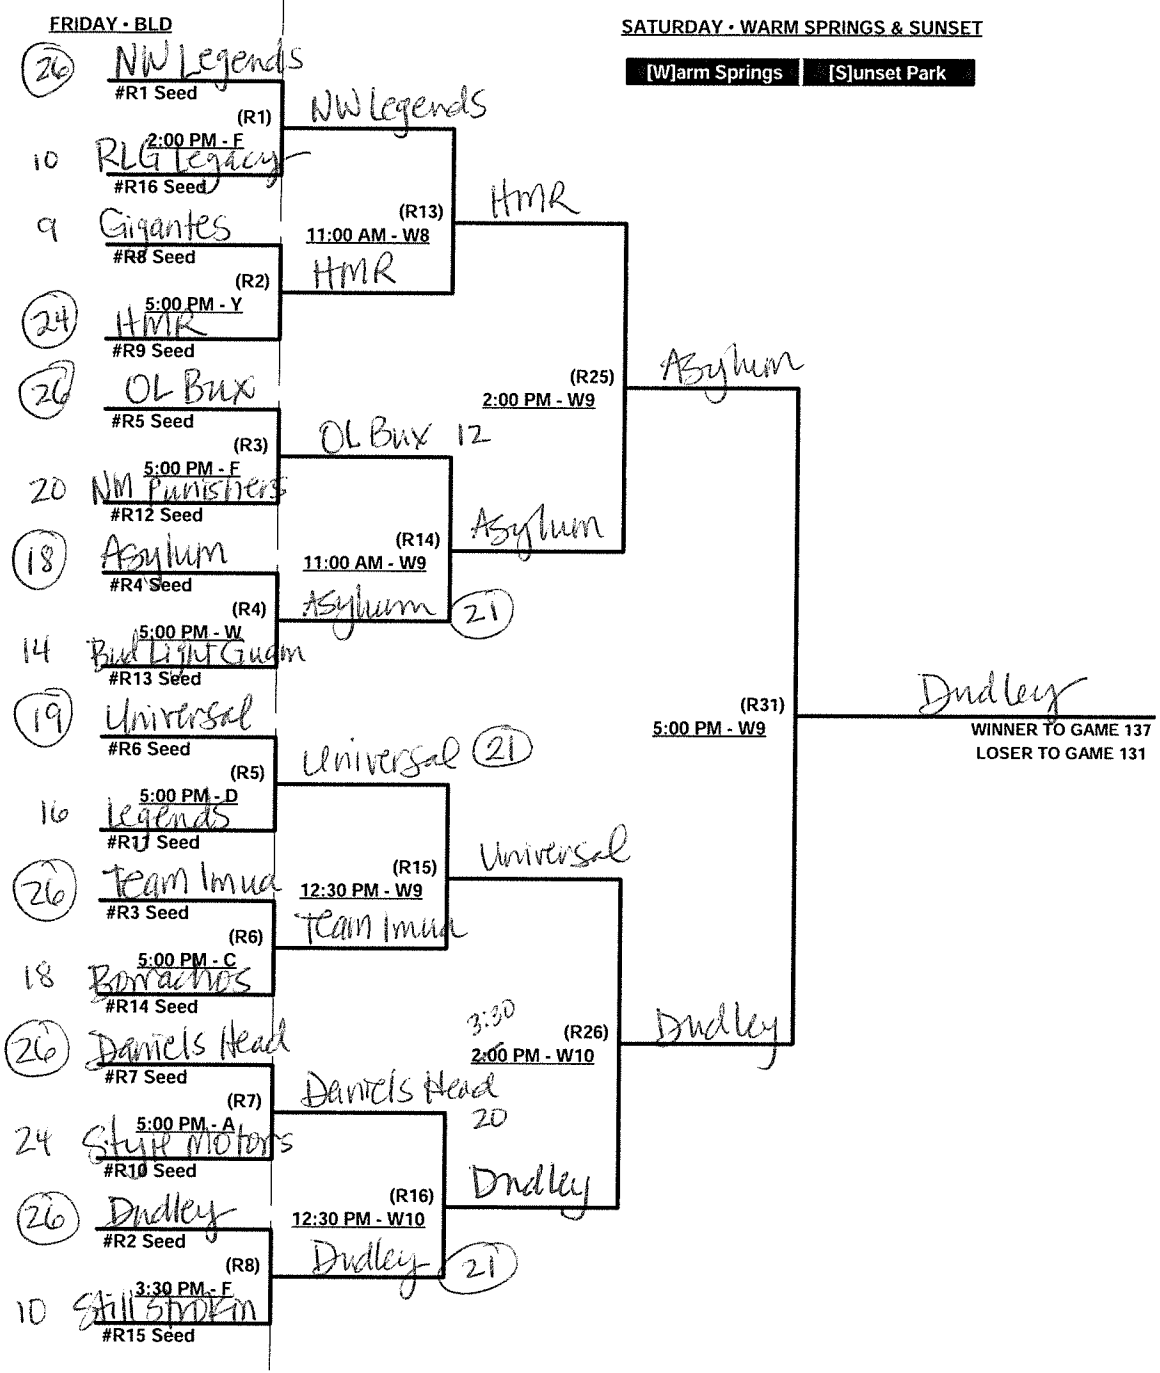 FRIDAY • BLD
SATURDAY • WARM SPRINGS & SUNSET
[W]arm Springs [S]unset Park
26 NW Legends
#R1 Seed
(R1)
2:00 PM - F
NW Legends
10 RLG Legacy
#R16 Seed
(R13)
11:00 AM - W8
HMR
9 Gigantes
#R8 Seed
(R2)
5:00 PM - Y
HMR
24 HMR
#R9 Seed
(R25)
2:00 PM - W9
Asylum
26 OL Bux
#R5 Seed
(R3)
5:00 PM - F
OL Bux 12
20 NM Punishers
#R12 Seed
(R14)
11:00 AM - W9
Asylum
18 Asylum
#R4 Seed
(R4)
5:00 PM - W
Asylum 21
14 Bud Light Guam
#R13 Seed
(R31)
5:00 PM - W9
Dudley
WINNER TO GAME 137
LOSER TO GAME 131
19 Universal
#R6 Seed
(R5)
5:00 PM - D
Universal 21
16 Legends
#R11 Seed
(R15)
12:30 PM - W9
Universal
26 Team Imua
#R3 Seed
(R6)
5:00 PM - C
Team Imua
18 Borrachos
#R14 Seed
3:30
(R26)
2:00 PM - W10
Dudley
26 Daniels Head
#R7 Seed
(R7)
5:00 PM - A
Daniels Head
20
24 Style Motors
#R10 Seed
(R16)
12:30 PM - W10
Dudley
26 Dudley
#R2 Seed
(R8)
3:30 PM - F
Dudley 21
10 Still Strokin
#R15 Seed